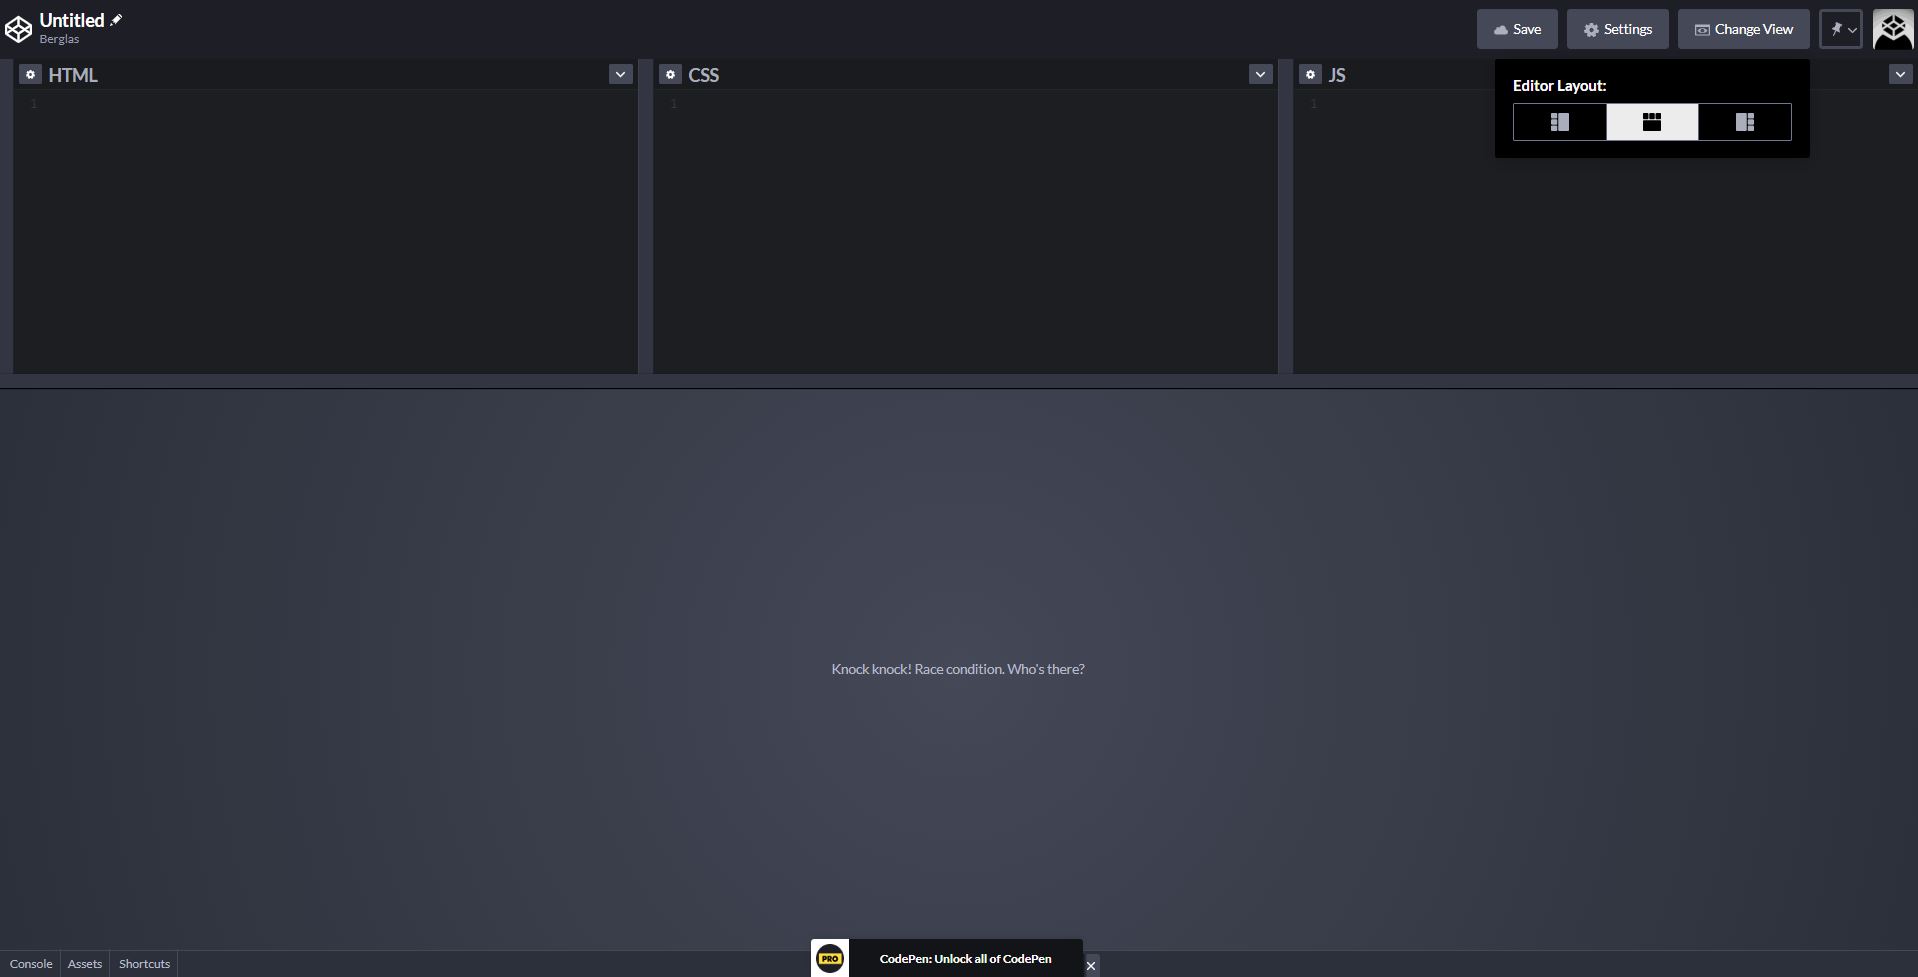 Untitled
Berglas
Save
Settings
Change View
HTML
CSS
JS
1
1
1
Editor Layout:
Knock knock! Race condition. Who's there?
Console
Assets
Shortcuts
PRO
CodePen: Unlock all of CodePen